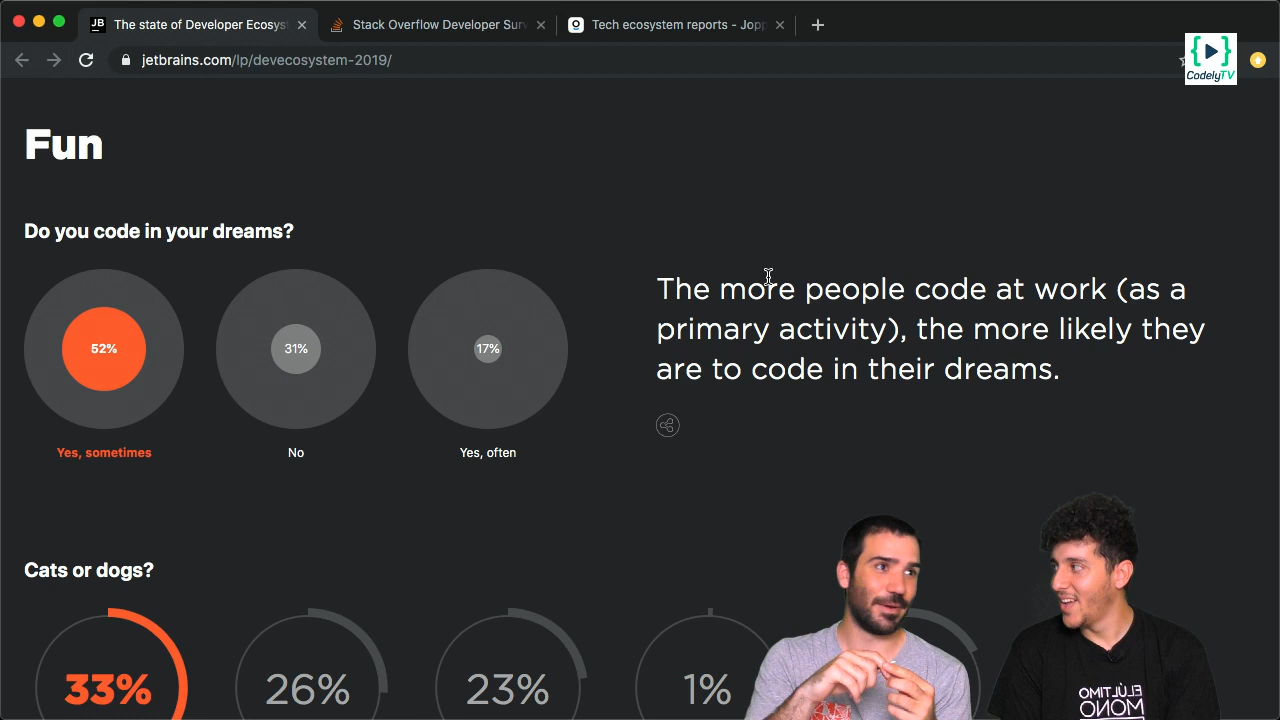 JB The state of Developer Ecosys
Stack Overflow Developer Surv
Tech ecosystem reports - Jopp
jetbrains.com/lp/devecosystem-2019/
CodelyTV
Fun
Do you code in your dreams?
52%
31%
17%
Yes, sometimes
No
Yes, often
The more people code at work (as a
primary activity), the more likely they
are to code in their dreams.
Cats or dogs?
33%
26%
23%
1%
EL ÚLTIMO
MONO